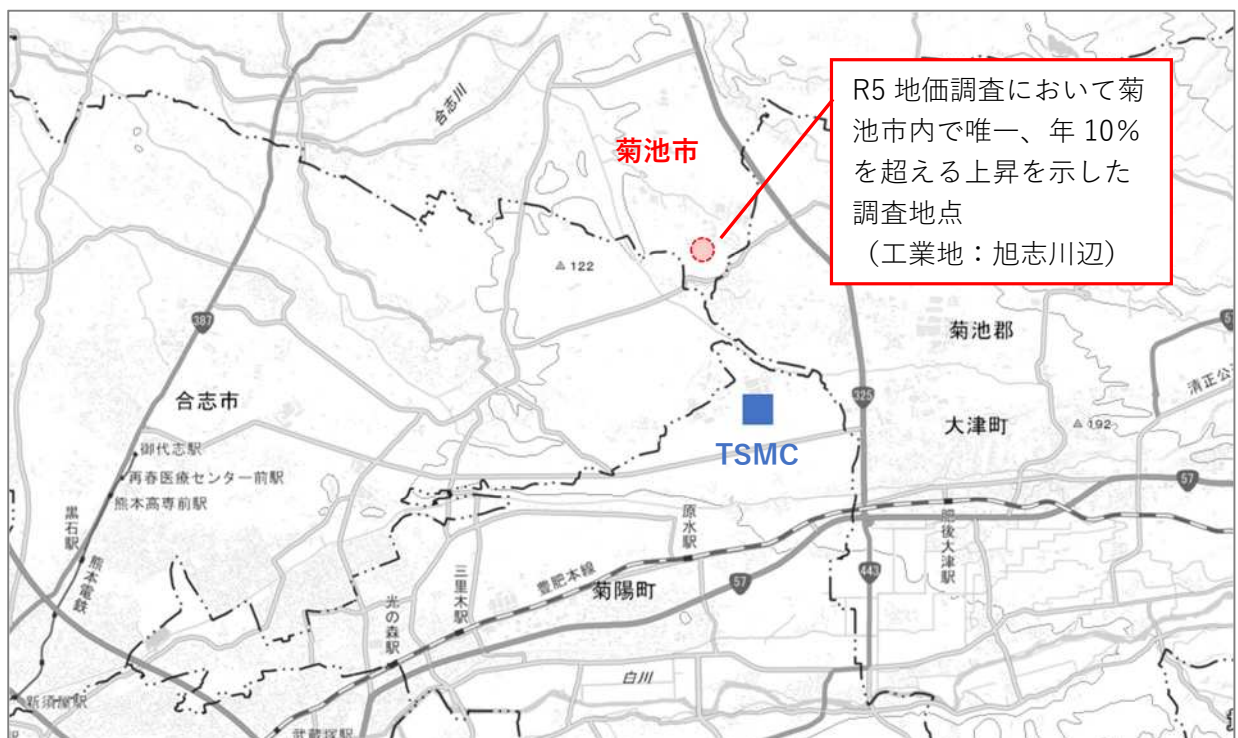 R5 地価調査において菊
池市内で唯一、年 10%
を超える上昇を示した
調査地点
（工業地：旭志川辺）
合志川
菊池市
122
387
菊池郡
57
清正公
合志市
325
大津町
192
TSMC
御代志駅
再春医療センター前駅
熊本高専前駅
57
黒石駅
熊本電鉄
原水駅
肥後大津駅
三里木駅
豊肥本線
443
光の森駅
菊陽町
57
白川
新須屋駅
武蔵塚駅